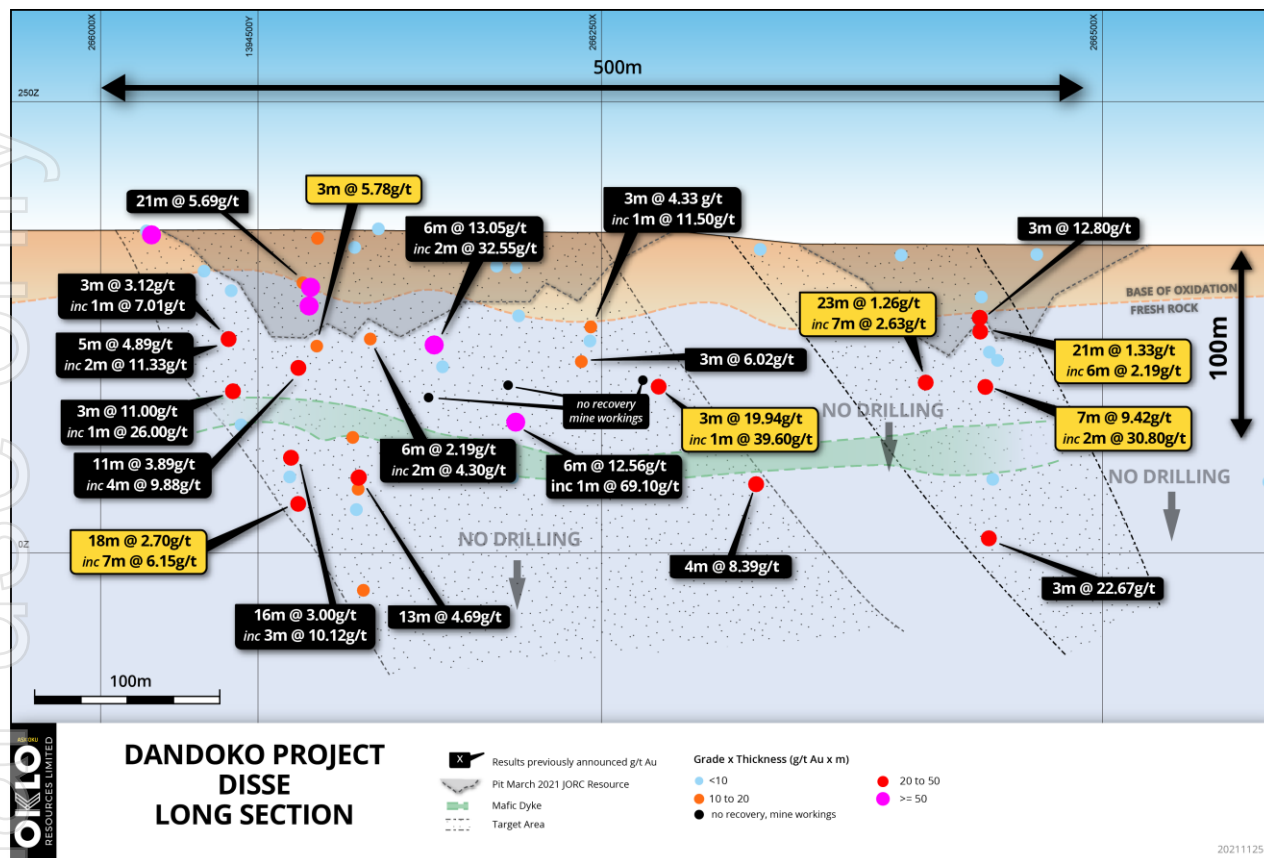 266000X
1394500Y
266250X
266500X
500m
250Z
21m @ 5.69g/t
3m @ 5.78g/t
6m @ 13.05g/t
inc 2m @ 32.55g/t
3m @ 4.33 g/t
inc 1m @ 11.50g/t
3m @ 12.80g/t
3m @ 3.12g/t
inc 1m @ 7.01g/t
23m @ 1.26g/t
inc 7m @ 2.63g/t
BASE OF OXIDATION
FRESH ROCK
100m
5m @ 4.89g/t
inc 2m @ 11.33g/t
3m @ 6.02g/t
21m @ 1.33g/t
inc 6m @ 2.19g/t
3m @ 11.00g/t
inc 1m @ 26.00g/t
no recovery
mine workings
3m @ 19.94g/t
inc 1m @ 39.60g/t
NO DRILLING
7m @ 9.42g/t
inc 2m @ 30.80g/t
11m @ 3.89g/t
inc 4m @ 9.88g/t
6m @ 2.19g/t
inc 2m @ 4.30g/t
6m @ 12.56g/t
inc 1m @ 69.10g/t
NO DRILLING
18m @ 2.70g/t
inc 7m @ 6.15g/t
0Z
NO DRILLING
4m @ 8.39g/t
3m @ 22.67g/t
16m @ 3.00g/t
inc 3m @ 10.12g/t
13m @ 4.69g/t
100m
ASX OKU
OKLO
RESOURCES LIMITED
DANDOKO PROJECT
DISSE
LONG SECTION
X
Results previously announced g/t Au
Pit March 2021 JORC Resource
Mafic Dyke
Target Area
Grade x Thickness (g/t Au x m)
<10
20 to 50
10 to 20
>= 50
no recovery, mine workings
20211125